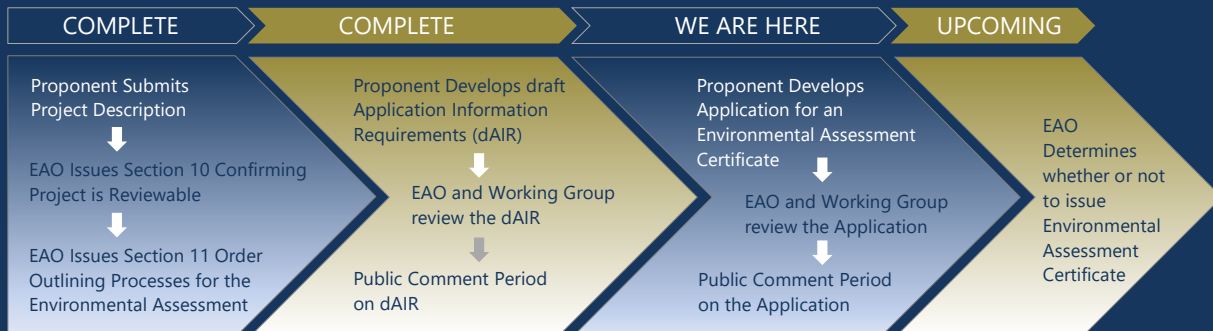 COMPLETE
COMPLETE
WE ARE HERE
UPCOMING
Proponent Submits
Project Description
EAO Issues Section 10 Confirming
Project is Reviewable
EAO Issues Section 11 Order
Outlining Processes for the
Environmental Assessment
Proponent Develops draft
Application Information
Requirements (dAIR)
EAO and Working Group
review the dAIR
Public Comment Period
on dAIR
Proponent Develops
Application for an
Environmental Assessment
Certificate
EAO and Working Group
review the Application
Public Comment Period
on the Application
EAO
Determines
whether or not
to issue
Environmental
Assessment
Certificate